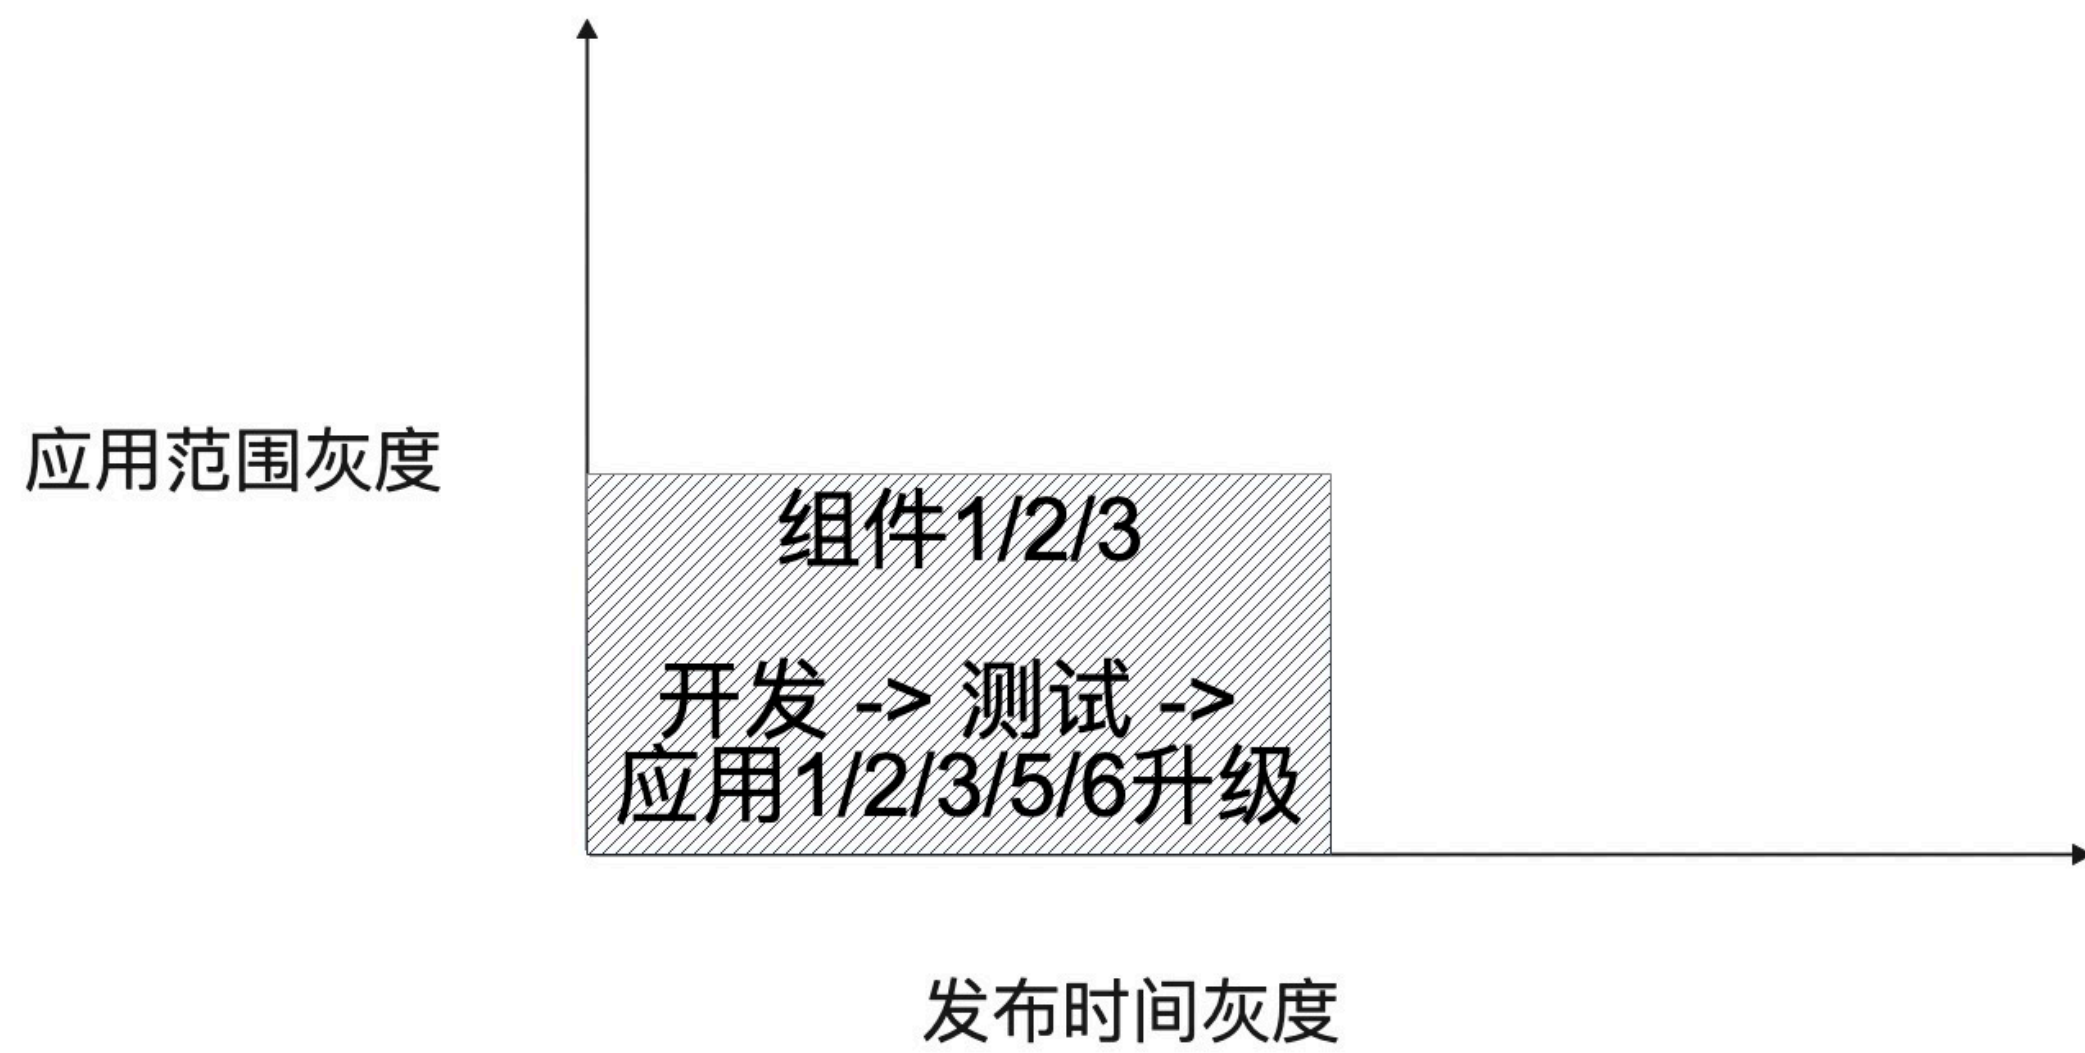 应用范围灰度
组件1/2/3
开发 -> 测试 ->
应用1/2/3/5/6升级
发布时间灰度